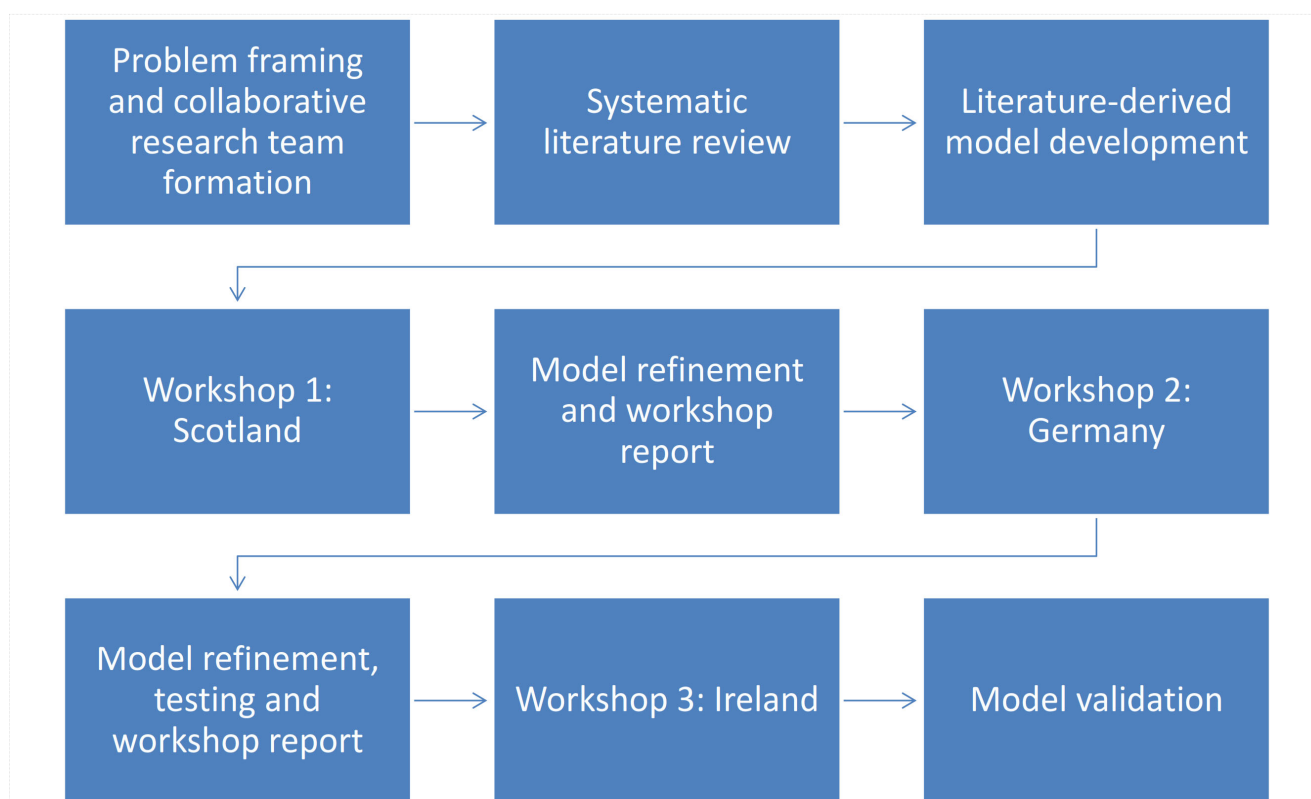 Problem framing
and collaborative
research team
formation
Systematic
literature review
Literature-derived
model development
Workshop 1:
Scotland
Model refinement
and workshop
report
Workshop 2:
Germany
Model refinement,
testing and
workshop report
Workshop 3: Ireland
Model validation